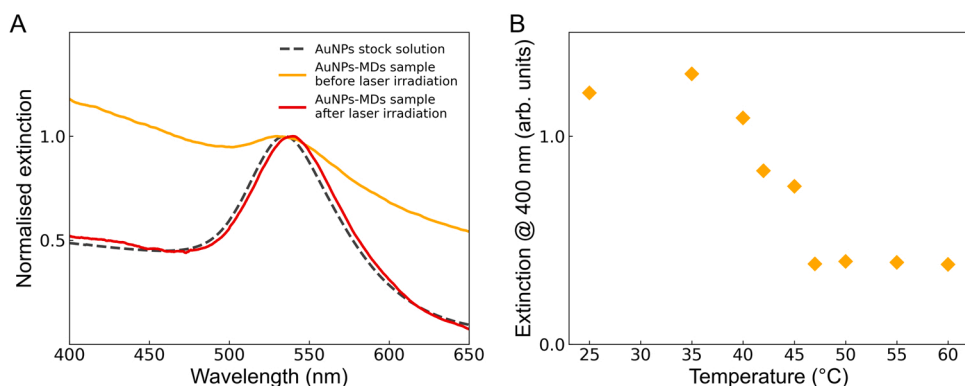 A
Normalised extinction
1.0
0.5
AuNPs stock solution
AuNPs-MDs sample
before laser irradiation
AuNPs-MDs sample
after laser irradiation
400 450 500 550 600 650
Wavelength (nm)
B
Extinction @ 400 nm (arb. units)
1.0
0.0
25 30 35 40 45 50 55 60
Temperature (°C)